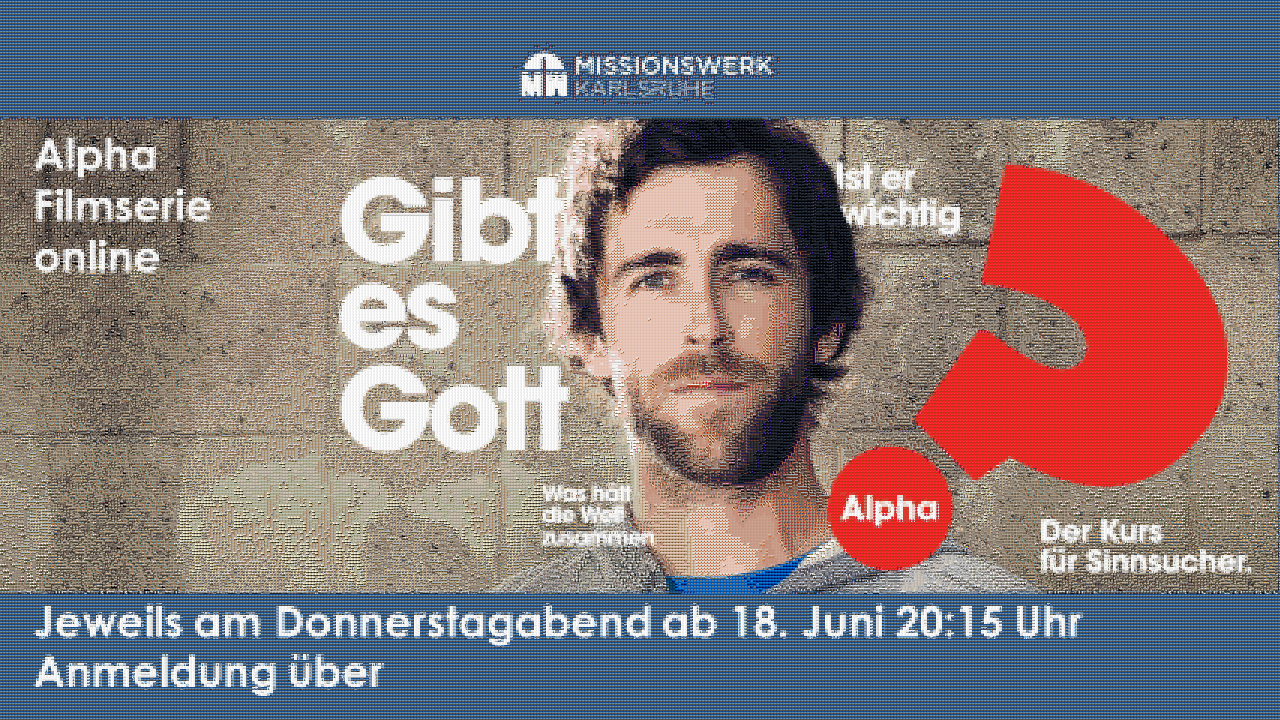 MISSIONSWERK
KARLSRUHE
Alpha
Filmserie
online
Gibt
es
Gott
Ist er
wichtig
?
Was hält
die Welt
zusammen
Alpha
Der Kurs
für Sinnsucher.
Jeweils am Donnerstagabend ab 18. Juni 20:15 Uhr
Anmeldung über